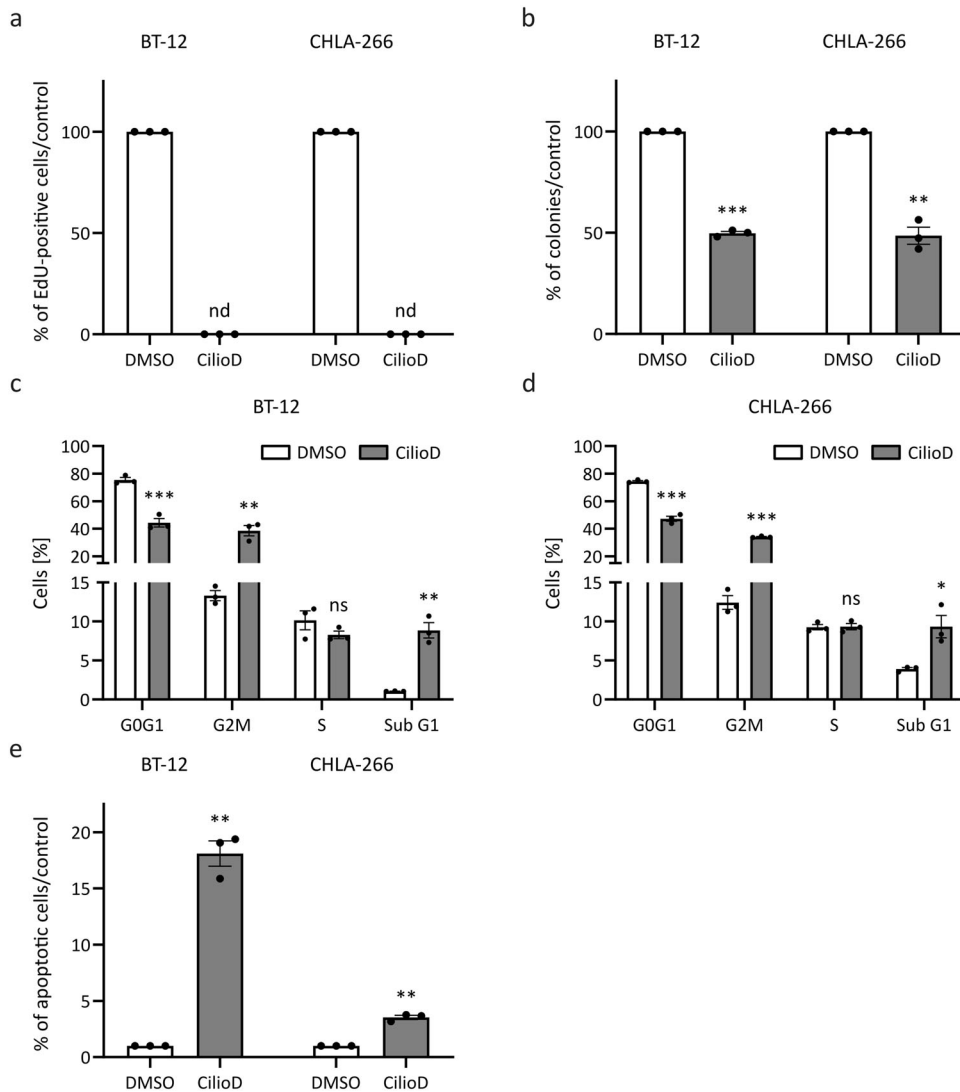 a
BT-12 CHLA-266
% of EdU-positive cells/control
100
50
0
nd nd
DMSO CilioD DMSO CilioD
b
BT-12 CHLA-266
% of colonies/control
100
50
0
*** **
DMSO CilioD DMSO CilioD
c
BT-12
DMSO CilioD
Cells [%]
100
80
60
40
20
15
10
5
0
*** ** ns **
G0G1 G2M S Sub G1
d
CHLA-266
DMSO CilioD
Cells [%]
100
80
60
40
20
15
10
5
0
*** *** ns *
G0G1 G2M S Sub G1
e
BT-12 CHLA-266
% of apoptotic cells/control
20
15
10
5
0
** **
DMSO CilioD DMSO CilioD